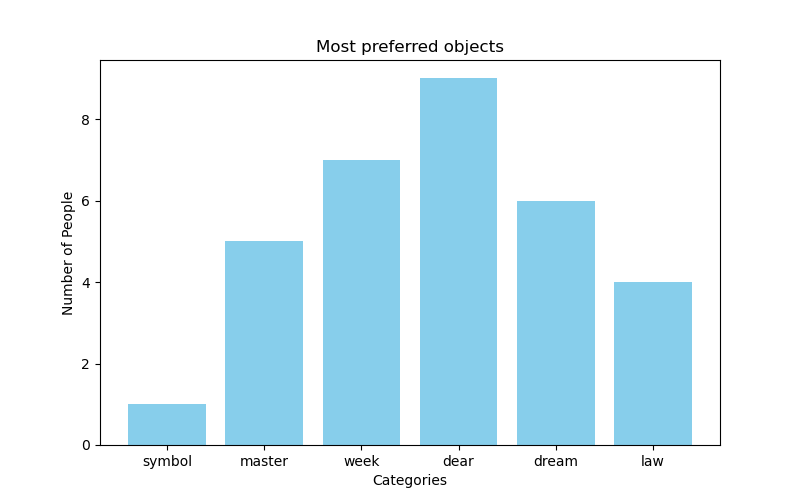 Most preferred objects
Number of People
8
6
4
2
0
symbol master week dear dream law
Categories